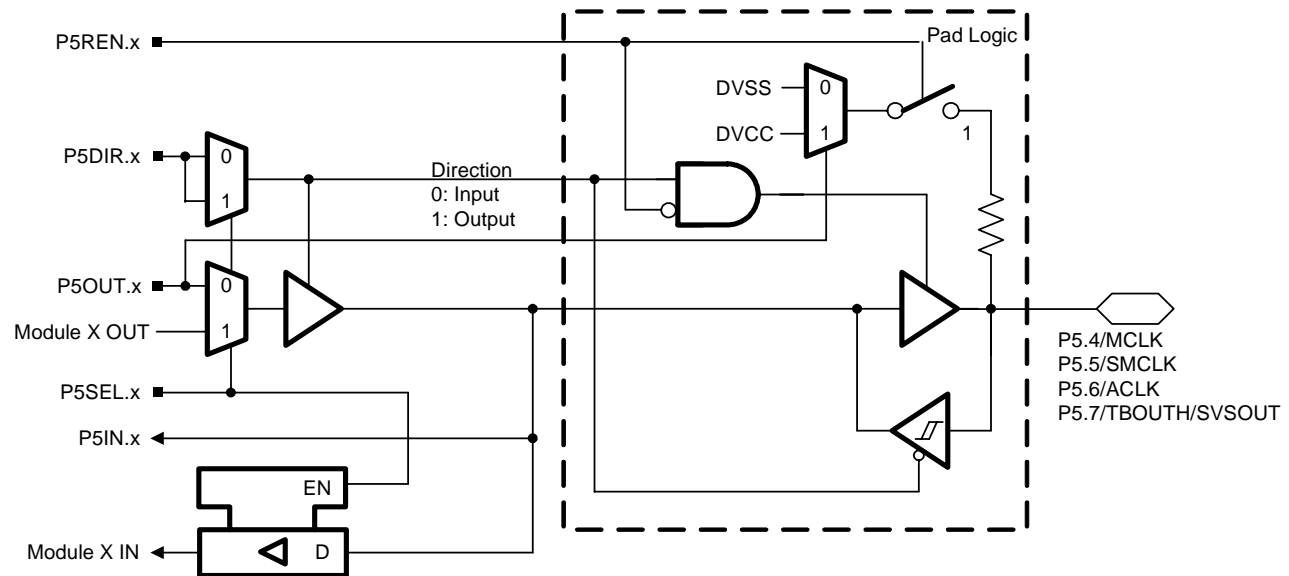 P5REN.x
Pad Logic
DVSS
0
DVCC
1
1
P5DIR.x
0
1
Direction
0: Input
1: Output
P5OUT.x
0
Module X OUT
1
P5.4/MCLK
P5.5/SMCLK
P5.6/ACLK
P5.7/TBOUTH/SVSOUT
P5SEL.x
P5IN.x
EN
Module X IN
D